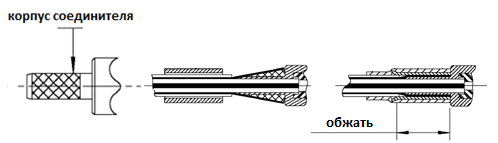 корпус соединителя
обжать